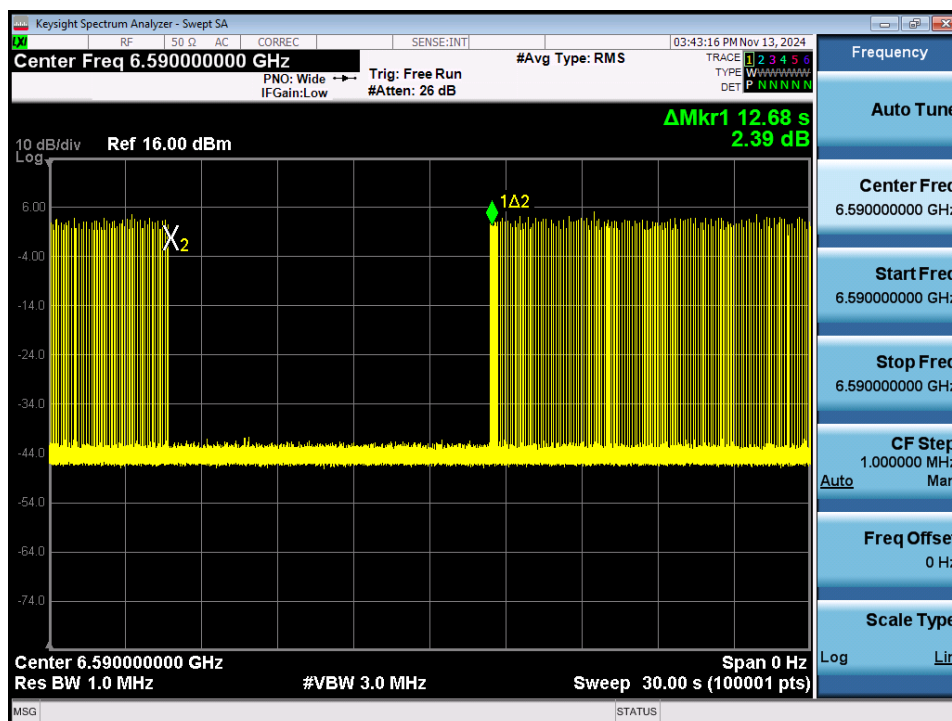 Keysight Spectrum Analyzer - Swept SA
LXI RF 50 Ω AC CORREC SENSE:INT 03:43:16 PM Nov 13, 2024
Center Freq 6.590000000 GHz
PNO: Wide
IFGain:Low
Trig: Free Run
#Atten: 26 dB
#Avg Type: RMS
TRACE 1 2 3 4 5 6
TYPE WWWWWW
DET P N N N N N
ΔMkr1 12.68 s
2.39 dB
10 dB/div Ref 16.00 dBm
Log
6.00
-4.00
-14.0
-24.0
-34.0
-44.0
-54.0
-64.0
-74.0
2
1Δ2
Center 6.590000000 GHz Span 0 Hz
Res BW 1.0 MHz #VBW 3.0 MHz Sweep 30.00 s (100001 pts)
MSG STATUS
Frequency
Auto Tune
Center Freq
6.590000000 GHz
Start Freq
6.590000000 GHz
Stop Freq
6.590000000 GHz
CF Step
1.000000 MHz
Auto Man
Freq Offset
0 Hz
Scale Type
Log Lin